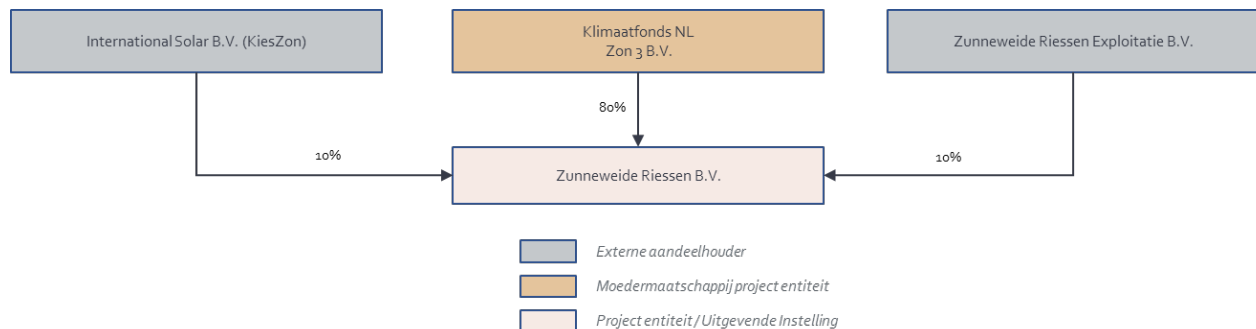 International Solar B.V. (KiesZon)
Klimaatfonds NL
Zon 3 B.V.
Zunneweide Riessen Exploitatie B.V.
80%
10%
10%
Zunneweide Riessen B.V.
Externe aandeelhouder
Moedermaatschappij project entiteit
Project entiteit / Uitgevende Instelling